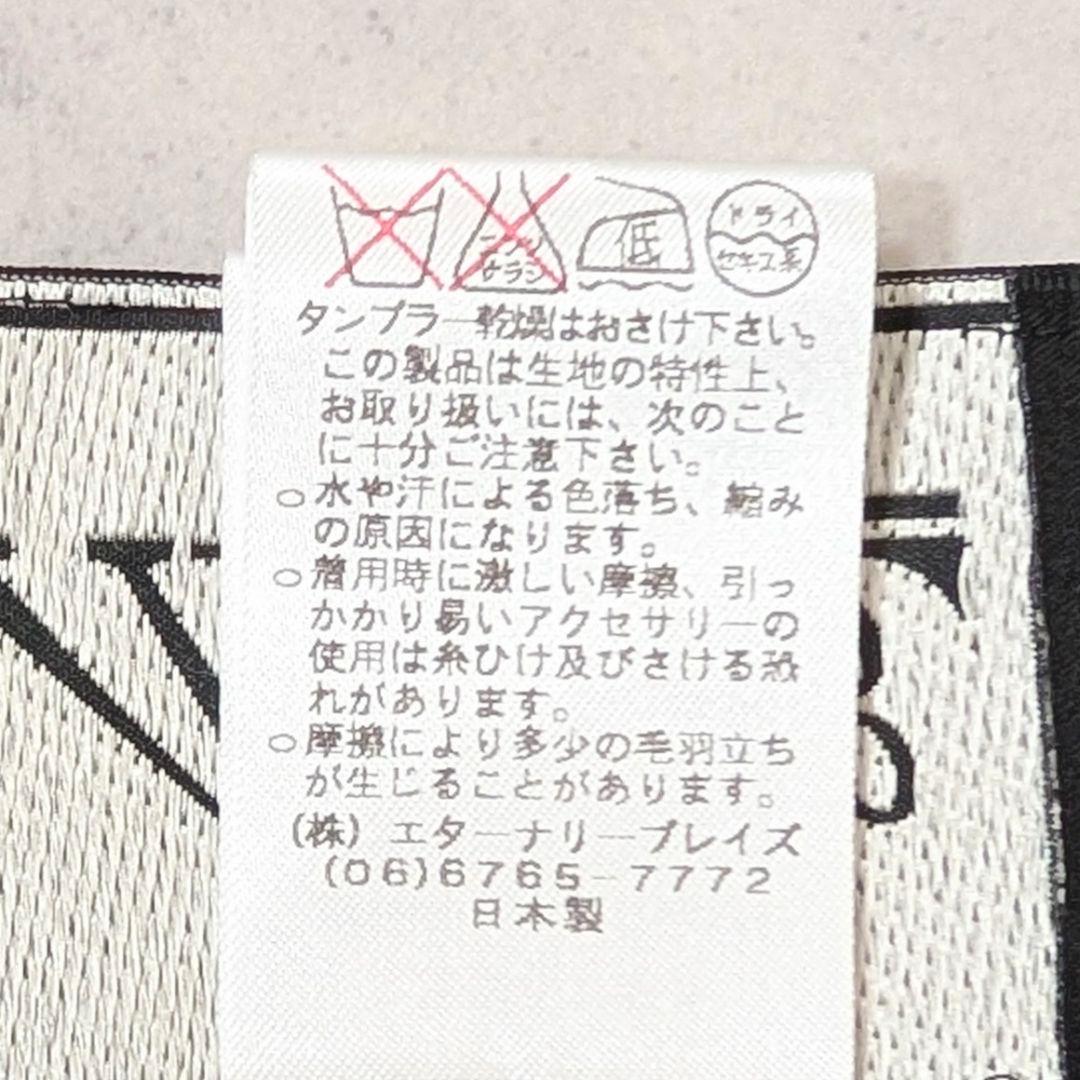 エンソ
サラシ
低
ドライ
セキユ系
タンブラー乾燥はおさけ下さい。
この製品は生地の特性上、
お取り扱いには、次のこと
に十分ご注意下さい。
○水や汗による色落ち、縮み
の原因になります。
○着用時に激しい摩擦、引っ
かかり易いアクセサリーの
使用は糸ひけ及びさける恐
れがあります。
○摩擦により多少の毛羽立ち
が生じることがあります。
(株) エターナリーブレイズ
(06)6765-7772
日本製